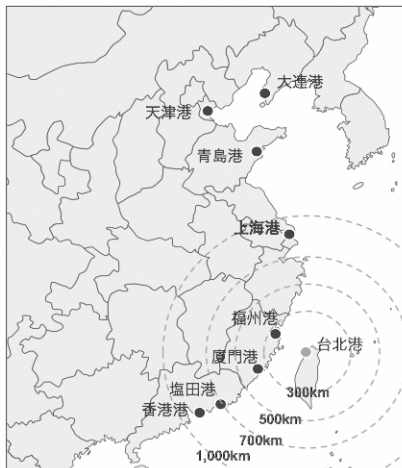 大連港
天津港
青島港
上海港
福州港
台北港
廈門港
300km
塩田港
500km
香港港
700km
1,000km